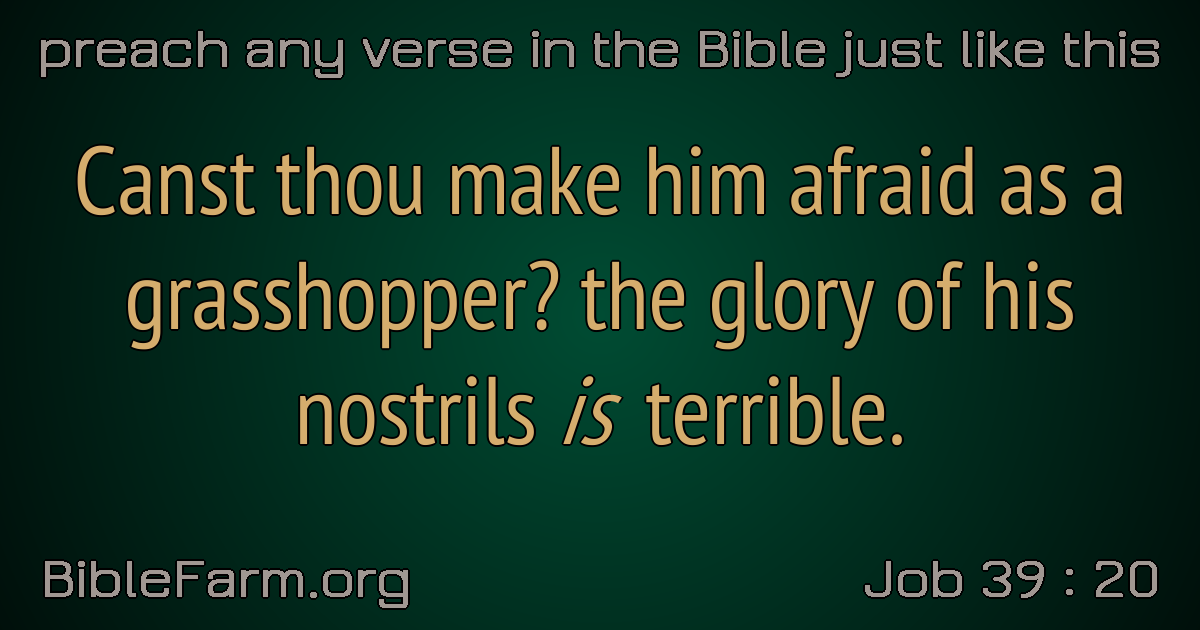 preach any verse in the Bible just like this
Canst thou make him afraid as a
grasshopper? the glory of his
nostrils is terrible.
BibleFarm.org
Job 39 : 20